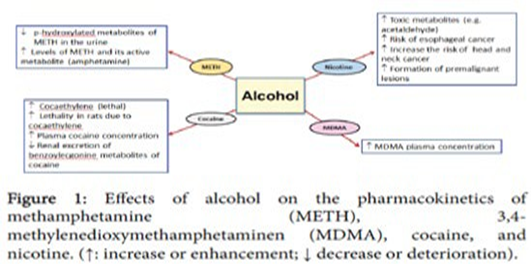 ↓ p-hydroxylated metabolites of
METH in the urine
↑ Levels of METH and its active
metabolite (amphetamine)
METH
↑ Toxic metabolites (e.g.
acetaldehyde)
↑ Risk of esophageal cancer
↑ Increase the risk of head and
neck cancer
↑ Formation of premalignant
lesions
Nicotine
Alcohol
↑ Cocaethylene (lethal)
↑ Lethality in rats due to
cocaethylene
↑ Plasma cocaine concentration
↓ Renal excretion of
benzoylecgonine metabolites of
cocaine
Cocaine
MDMA
↑ MDMA plasma concentration
Figure 1: Effects of alcohol on the pharmacokinetics of
methamphetamine (METH), 3,4-
methylenedioxymethamphetaminen (MDMA), cocaine, and
nicotine. (↑: increase or enhancement; ↓ decrease or deterioration).